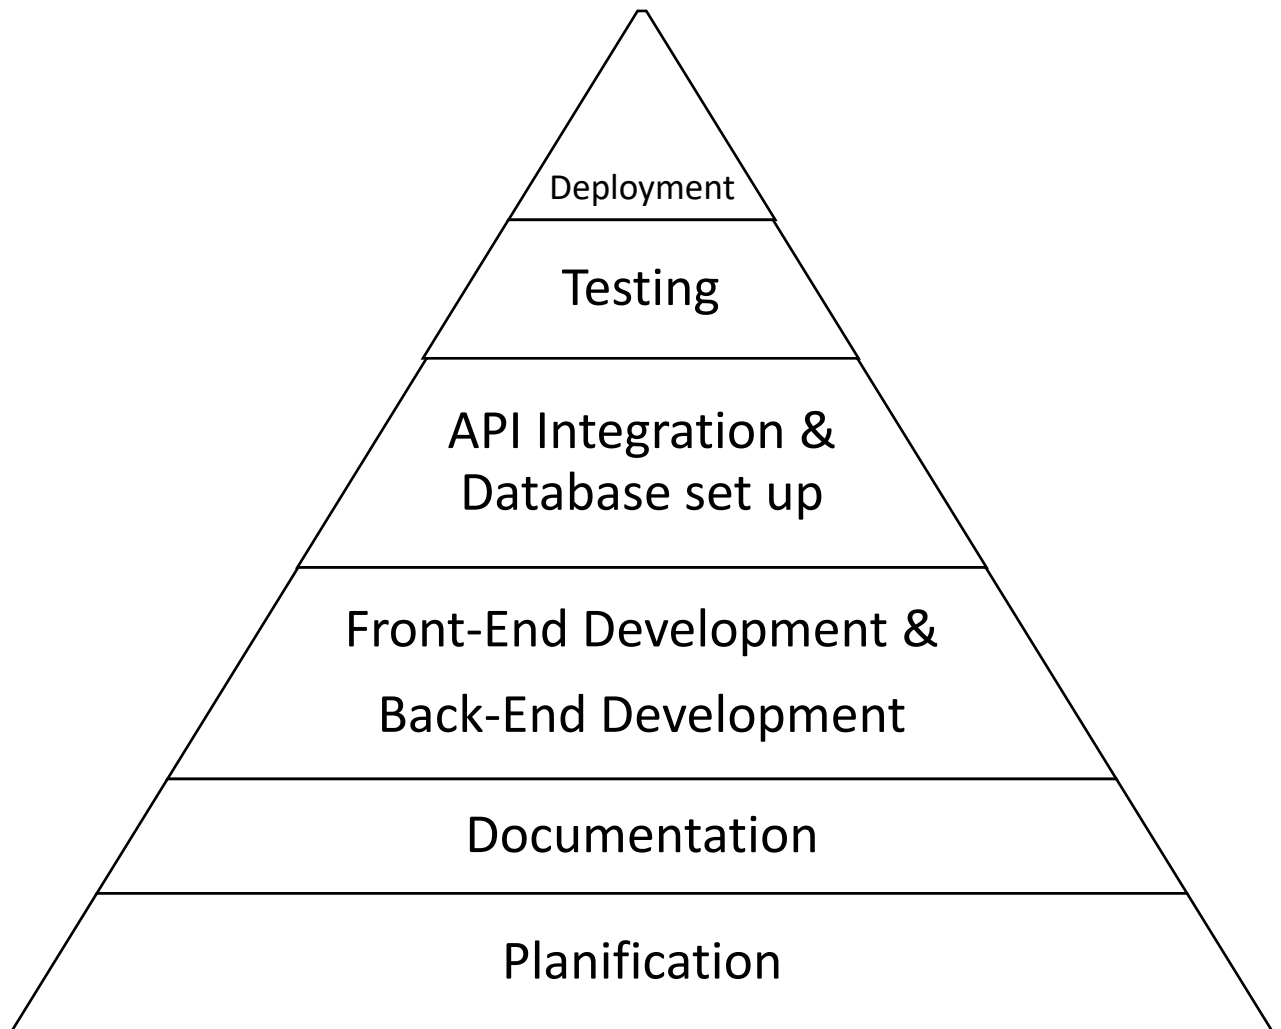 Deployment
Testing
API Integration &
Database set up
Front-End Development &
Back-End Development
Documentation
Planification